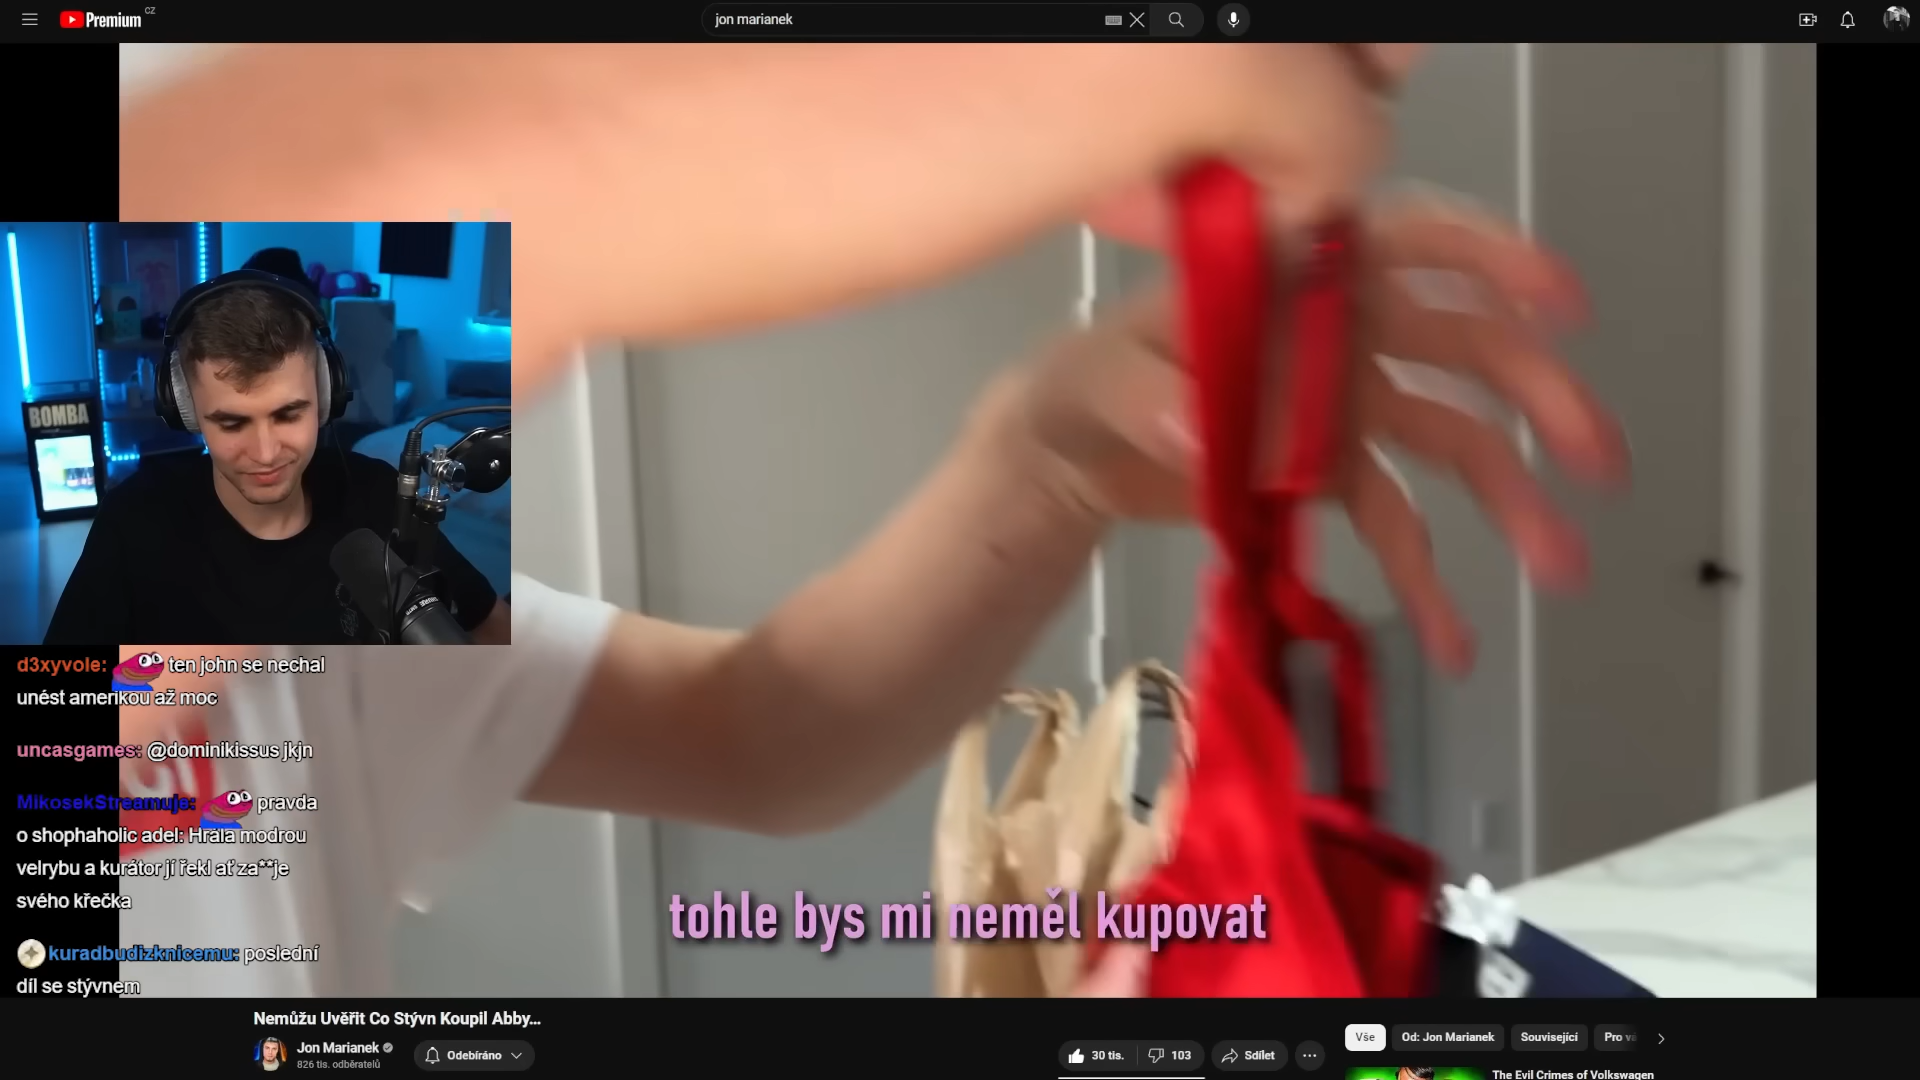 Premium CZ
jon marianek
BOMBA
d3xyvole: ten john se nechal
unést amerikou až moc
uncasgames: @dominikissus jkjn
MikosekStreamuje: pravda
o shophaholic adel: Hrála modrou
velrybu a kurátor jí řekl ať za**je
svého křečka
kuradbudizknicemu: poslední
díl se stývnem
tohle bys mi neměl kupovat
Nemůžu Uvěřit Co Stývn Koupil Abby...
Jon Marianek
826 tis. odběratelů
Odebíráno
30 tis.
103
Sdílet
Vše
Od: Jon Marianek
Související
Pro
The Evil Crimes of Volkswagen